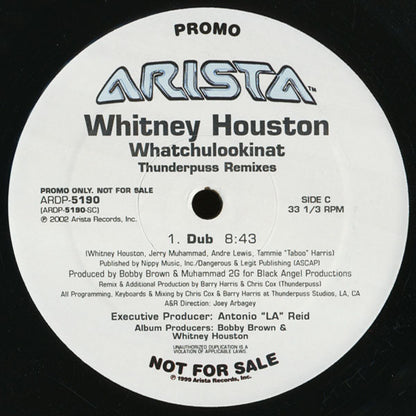 PROMO
ARISTA™
Whitney Houston
Whatchulookinat
Thunderpuss Remixes
PROMO ONLY. NOT FOR SALE
ARDP-5190
(ARDP-5190-SC)
℗ 2002 Arista Records, Inc.
SIDE C
33 1/3 RPM
1. Dub 8:43
(Whitney Houston, Jerry Muhammad, Andre Lewis, Tammie "Taboo" Harris)
Published by Nippy Music, Inc./Dangerous & Legit Publishing (ASCAP)
Produced by Bobby Brown & Muhammad 2G for Black Angel Productions
Remix & Additional Production by Barry Harris & Chris Cox (Thunderpuss)
All Programming, Keyboards & Mixing by Chris Cox & Barry Harris at Thunderpuss Studios, LA, CA
A&R Direction: Joey Arbagey
Executive Producer: Antonio "LA" Reid
Album Producers: Bobby Brown &
Whitney Houston
UNAUTHORIZED DUPLICATION IS A
VIOLATION OF APPLICABLE LAWS.
NOT FOR SALE
℗ 1999 Arista Records, Inc.